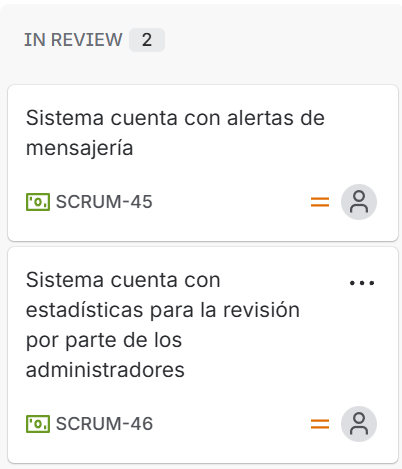 IN REVIEW 2
Sistema cuenta con alertas de
mensajería
SCRUM-45
Sistema cuenta con
estadísticas para la revisión
por parte de los
administradores
SCRUM-46